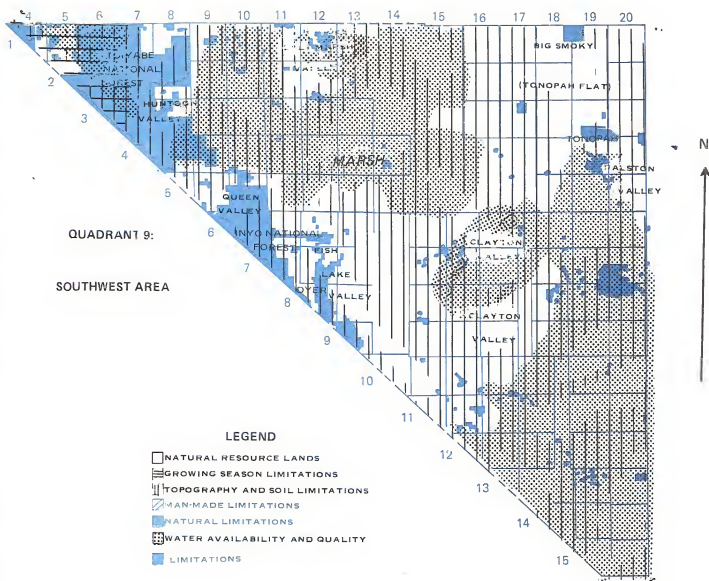 4 5 6 7 8 9 10 11 12 13 14 15 16 17 18 19 20
1
2
3
4
5
6
7
8
9
10
11
12
13
14
15
NATIONAL
HUNTOON
VALLEY
MARSH
QUEEN
VALLEY
INYO NATIONAL
FOREST
FISH
LAKE
VALLEY
DYER
BIG SMOKY
(TONOPAH FLAT)
TONOPAH
RALSTON
VALLEY
CLAYTON
VALLEY
CLAYTON
VALLEY
N
QUADRANT 9:
SOUTHWEST AREA
LEGEND
NATURAL RESOURCE LANDS
GROWING SEASON LIMITATIONS
TOPOGRAPHY AND SOIL LIMITATIONS
MAN-MADE LIMITATIONS
NATURAL LIMITATIONS
WATER AVAILABILITY AND QUALITY
LIMITATIONS